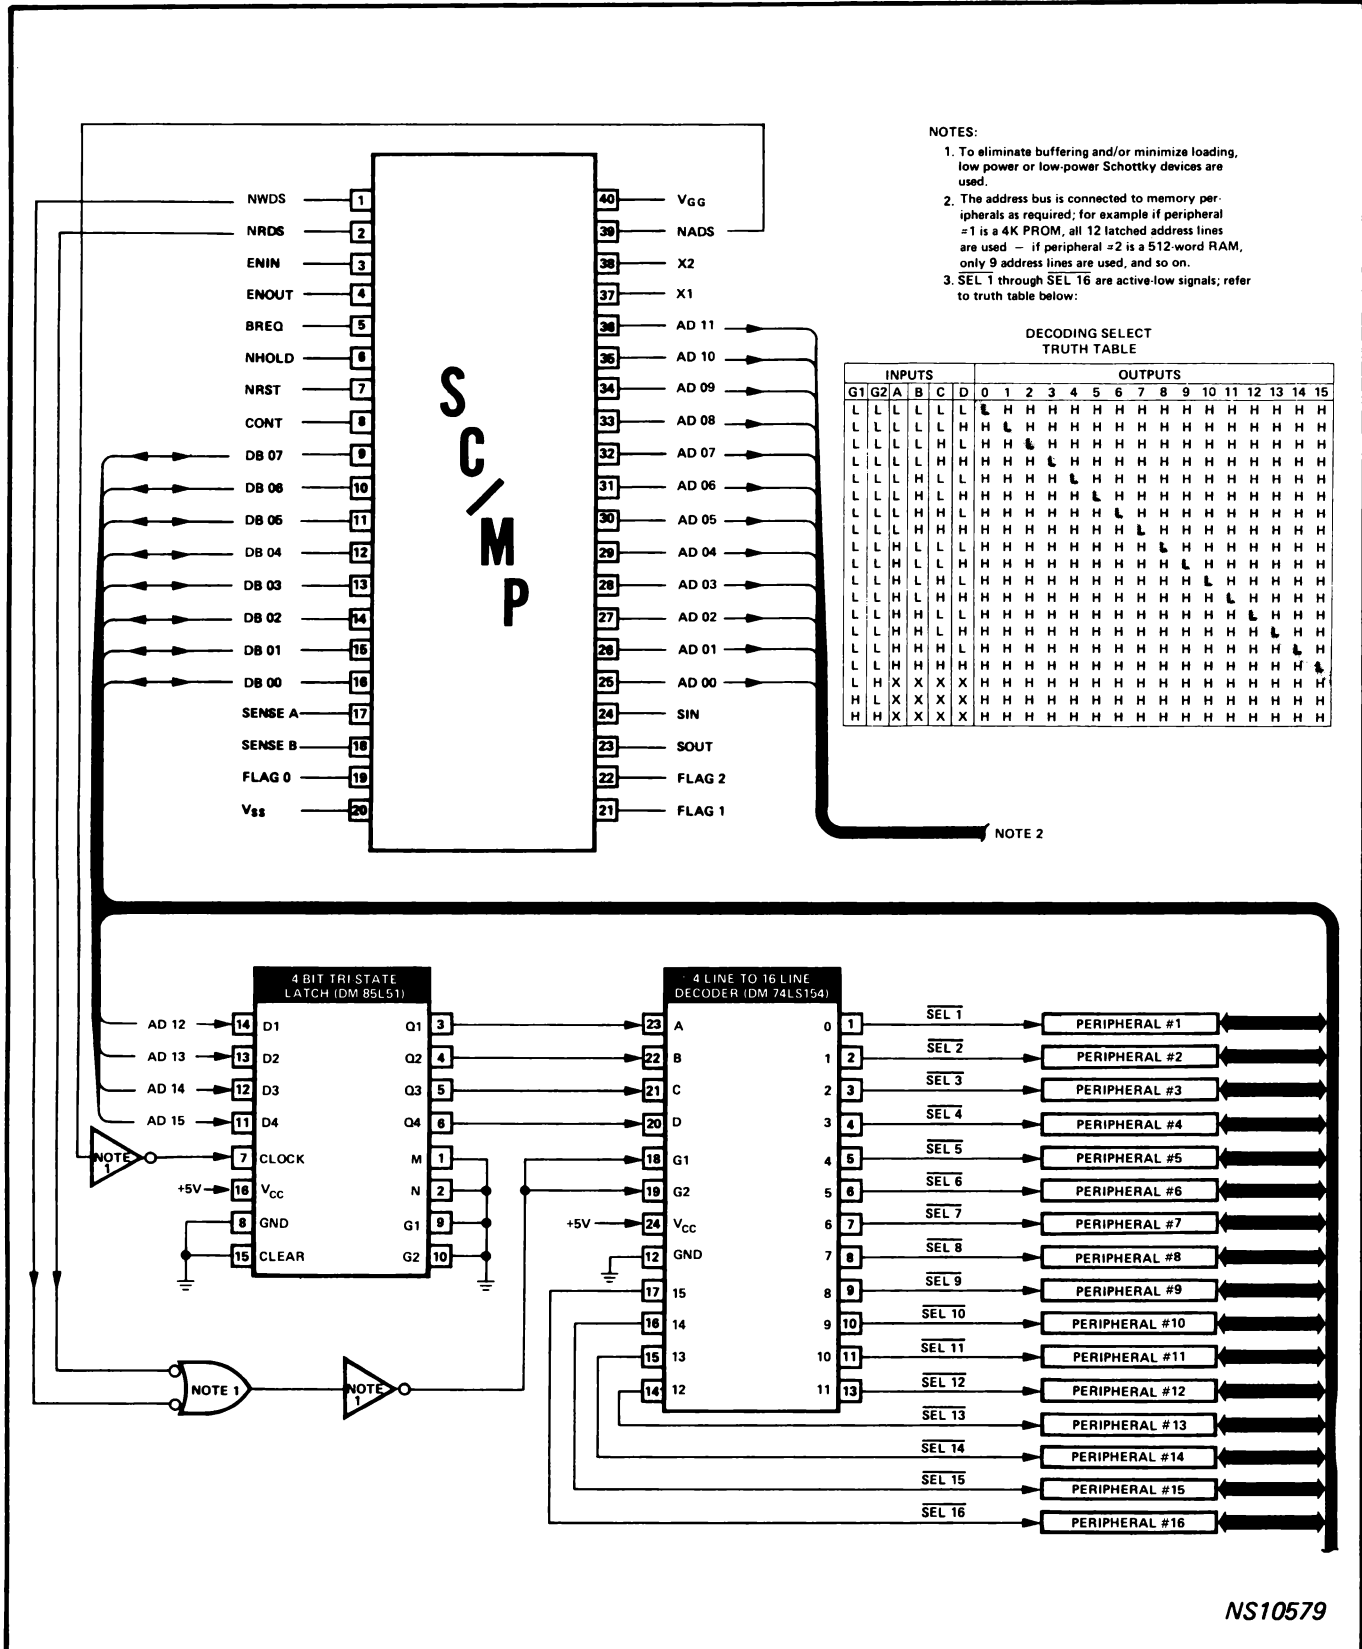 NOTES:
1. To eliminate buffering and/or minimize loading,
low power or low-power Schottky devices are
used.
2. The address bus is connected to memory per-
ipherals as required; for example if peripheral
=1 is a 4K PROM, all 12 latched address lines
are used – if peripheral =2 is a 512-word RAM,
only 9 address lines are used, and so on.
3. SEL 1 through SEL 16 are active-low signals; refer
to truth table below:
NWDS 1
NRDS 2
ENIN 3
ENOUT 4
BREQ 5
NHOLD 6
NRST 7
CONT 8
DB 07 9
DB 06 10
DB 05 11
DB 04 12
DB 03 13
DB 02 14
DB 01 15
DB 00 16
SENSE A 17
SENSE B 18
FLAG 0 19
VSS 20
SC/MP
40 VGG
39 NADS
38 X2
37 X1
36 AD 11
35 AD 10
34 AD 09
33 AD 08
32 AD 07
31 AD 06
30 AD 05
29 AD 04
28 AD 03
27 AD 02
26 AD 01
25 AD 00
24 SIN
23 SOUT
22 FLAG 2
21 FLAG 1
NOTE 2
DECODING SELECT
TRUTH TABLE
INPUTS OUTPUTS
G1 G2 A B C D 0 1 2 3 4 5 6 7 8 9 10 11 12 13 14 15
L L L L L L L H H H H H H H H H H H H H H H
L L L L L H H L H H H H H H H H H H H H H H
L L L L H L H H L H H H H H H H H H H H H H
L L L L H H H H H L H H H H H H H H H H H H
L L L H L L H H H H L H H H H H H H H H H H
L L L H L H H H H H H L H H H H H H H H H H
L L L H H L H H H H H H L H H H H H H H H H
L L L H H H H H H H H H H L H H H H H H H H
L L H L L L H H H H H H H H L H H H H H H H
L L H L L H H H H H H H H H H L H H H H H H
L L H L H L H H H H H H H H H H L H H H H H
L L H L H H H H H H H H H H H H H L H H H H
L L H H L L H H H H H H H H H H H H L H H H
L L H H L H H H H H H H H H H H H H H L H H
L L H H H L H H H H H H H H H H H H H H L H
L L H H H H H H H H H H H H H H H H H H H L
L H X X X X H H H H H H H H H H H H H H H H
H L X X X X H H H H H H H H H H H H H H H H
H H X X X X H H H H H H H H H H H H H H H H
4 BIT TRI STATE
LATCH (DM 85L51)
AD 12 14 D1 Q1 3
AD 13 13 D2 Q2 4
AD 14 12 D3 Q3 5
AD 15 11 D4 Q4 6
NOTE 1 7 CLOCK M 1
+5V 16 VCC N 2
8 GND G1 9
15 CLEAR G2 10
NOTE 1
NOTE 1
4 LINE TO 16 LINE
DECODER (DM 74LS154)
23 A 0 1 SEL 1 PERIPHERAL #1
22 B 1 2 SEL 2 PERIPHERAL #2
21 C 2 3 SEL 3 PERIPHERAL #3
20 D 3 4 SEL 4 PERIPHERAL #4
18 G1 4 5 SEL 5 PERIPHERAL #5
19 G2 5 6 SEL 6 PERIPHERAL #6
+5V 24 VCC 6 7 SEL 7 PERIPHERAL #7
12 GND 7 8 SEL 8 PERIPHERAL #8
17 15 8 9 SEL 9 PERIPHERAL #9
16 14 9 10 SEL 10 PERIPHERAL #10
15 13 10 11 SEL 11 PERIPHERAL #11
14 12 11 13 SEL 12 PERIPHERAL #12
SEL 13 PERIPHERAL #13
SEL 14 PERIPHERAL #14
SEL 15 PERIPHERAL #15
SEL 16 PERIPHERAL #16
NS10579